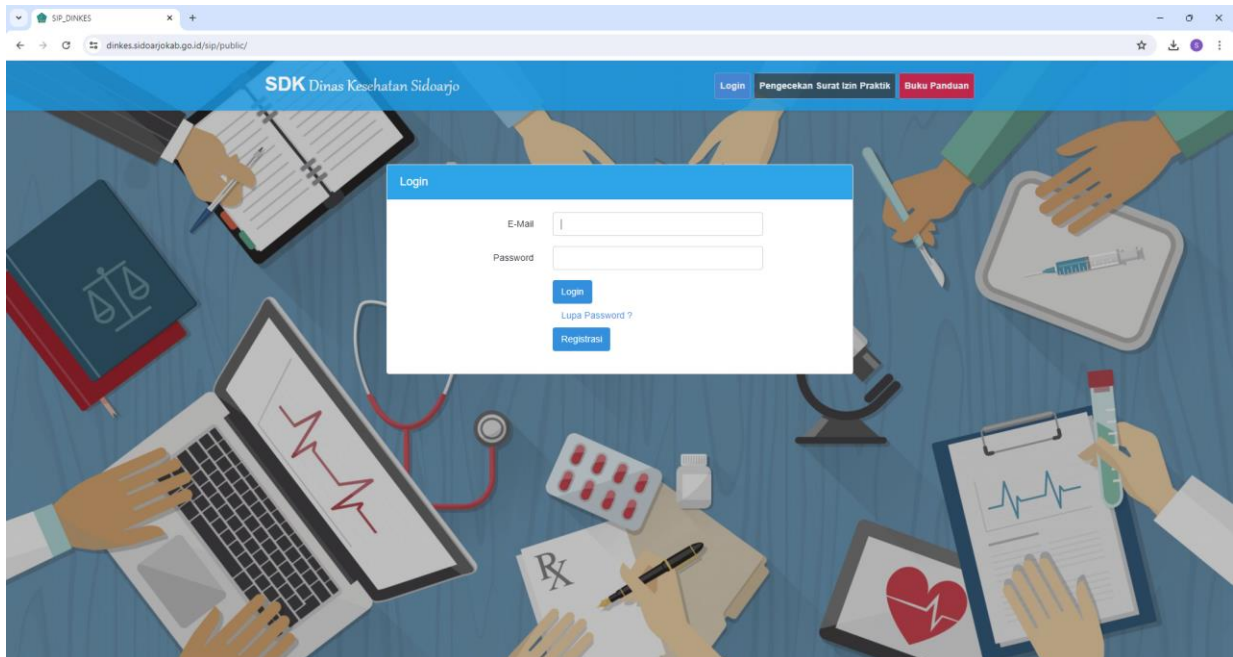 SIP_DINKES
dinkes.sidoarjokab.go.id/sip/public/
S
SDK Dinas Kesehatan Sidoarjo
Login
Pengecekan Surat Izin Praktik
Buku Panduan
Login
E-Mail
Password
Login
Lupa Password ?
Registrasi
Rx